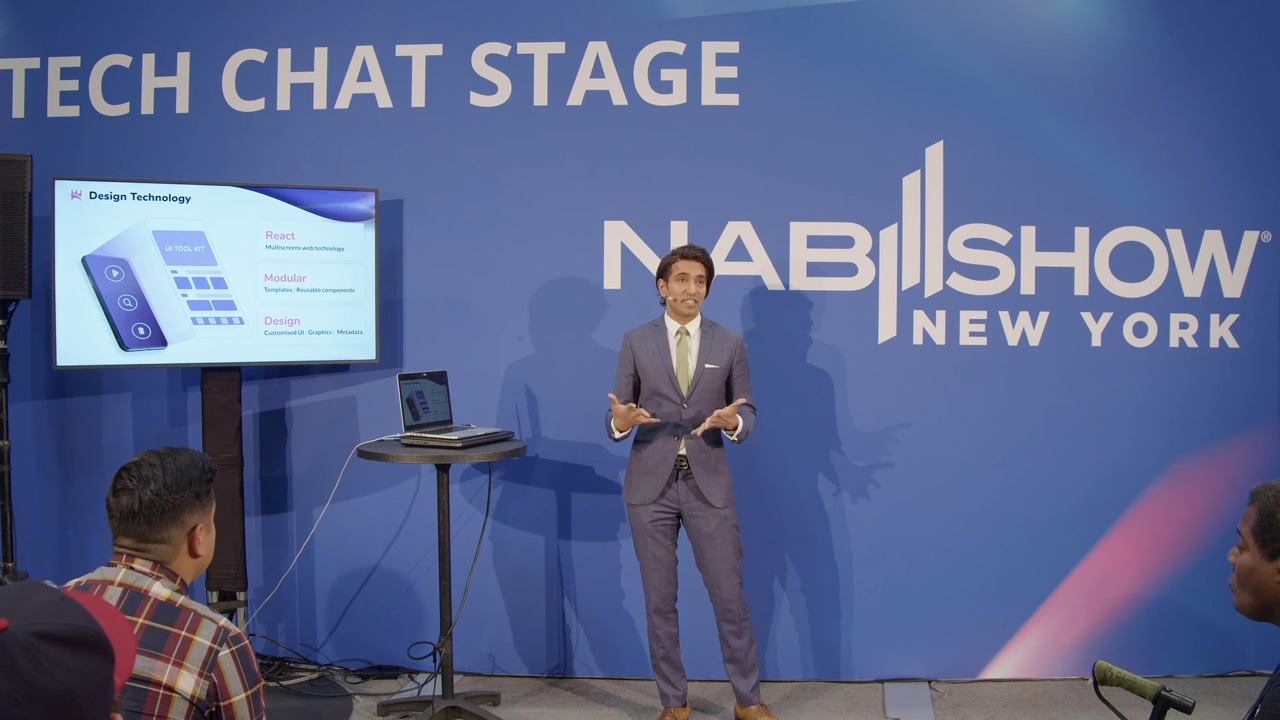 TECH CHAT STAGE
NAB SHOW®
NEW YORK
Design Technology
UI TOOL KIT
React
Multiscreens web technology
Modular
Templates | Reusable components
Design
Customised UI | Graphics | Metadata